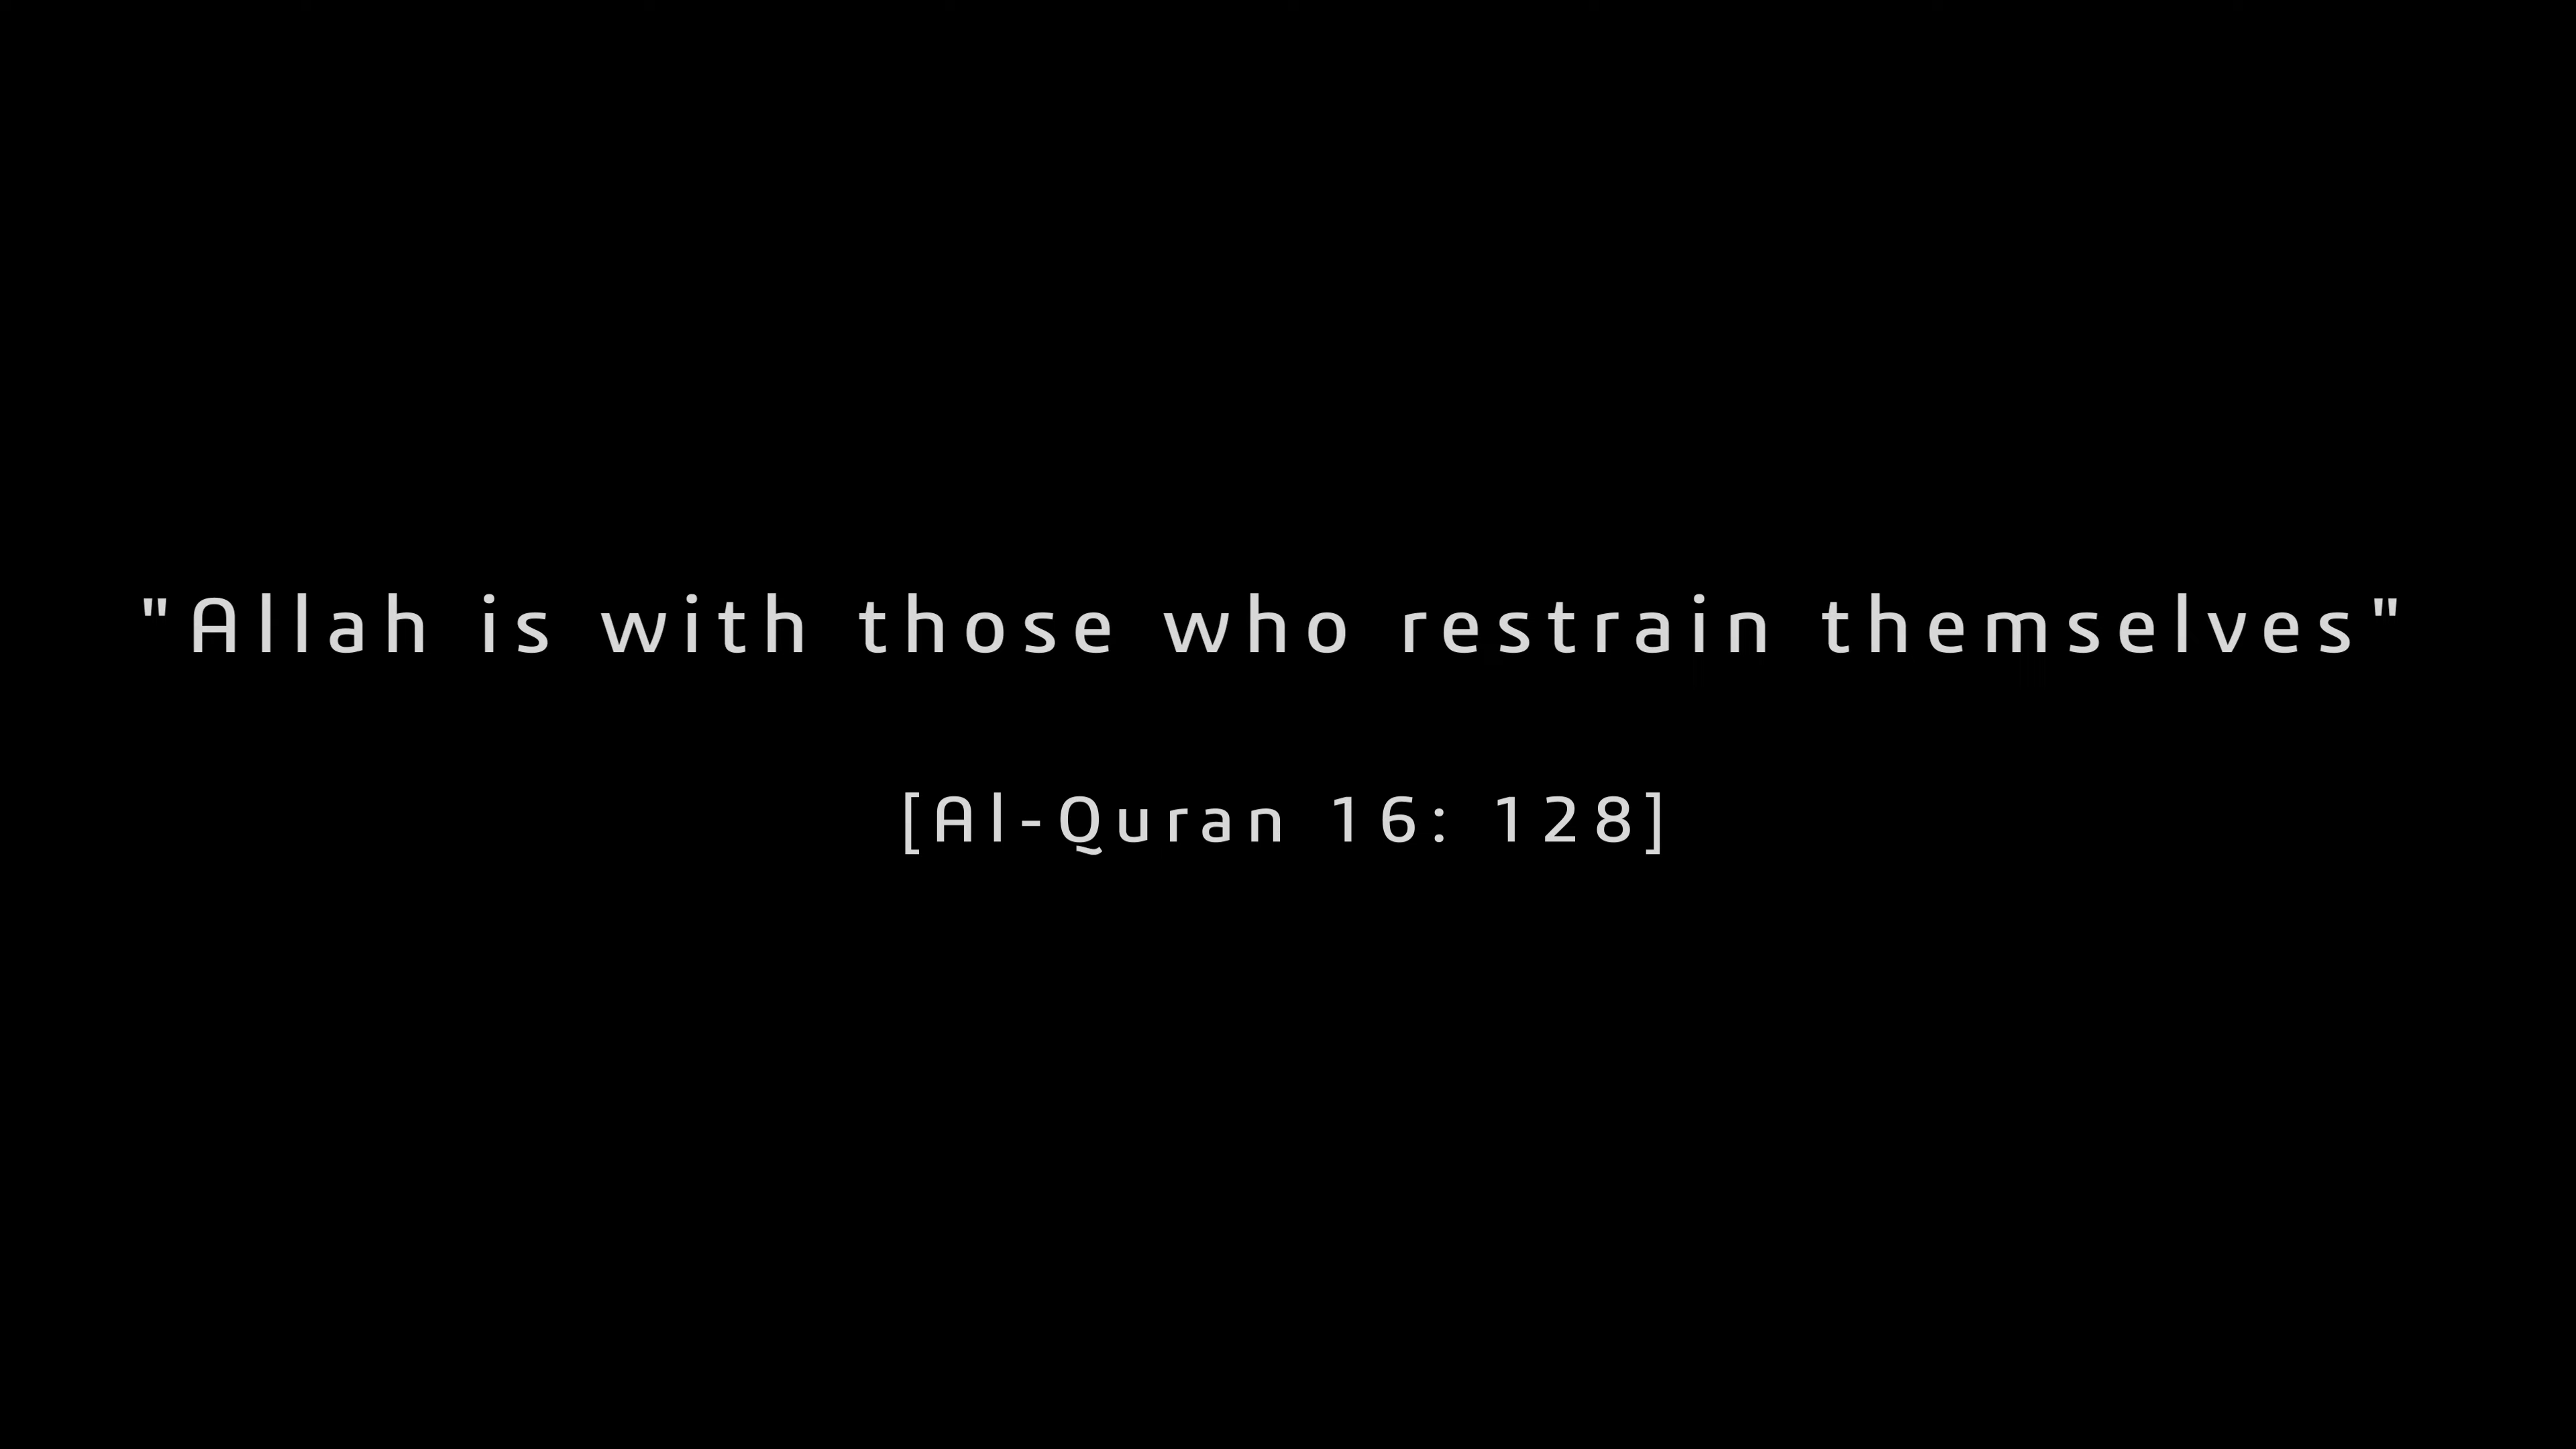 "Allah is with those who restrain themselves"
[Al-Quran 16: 128]